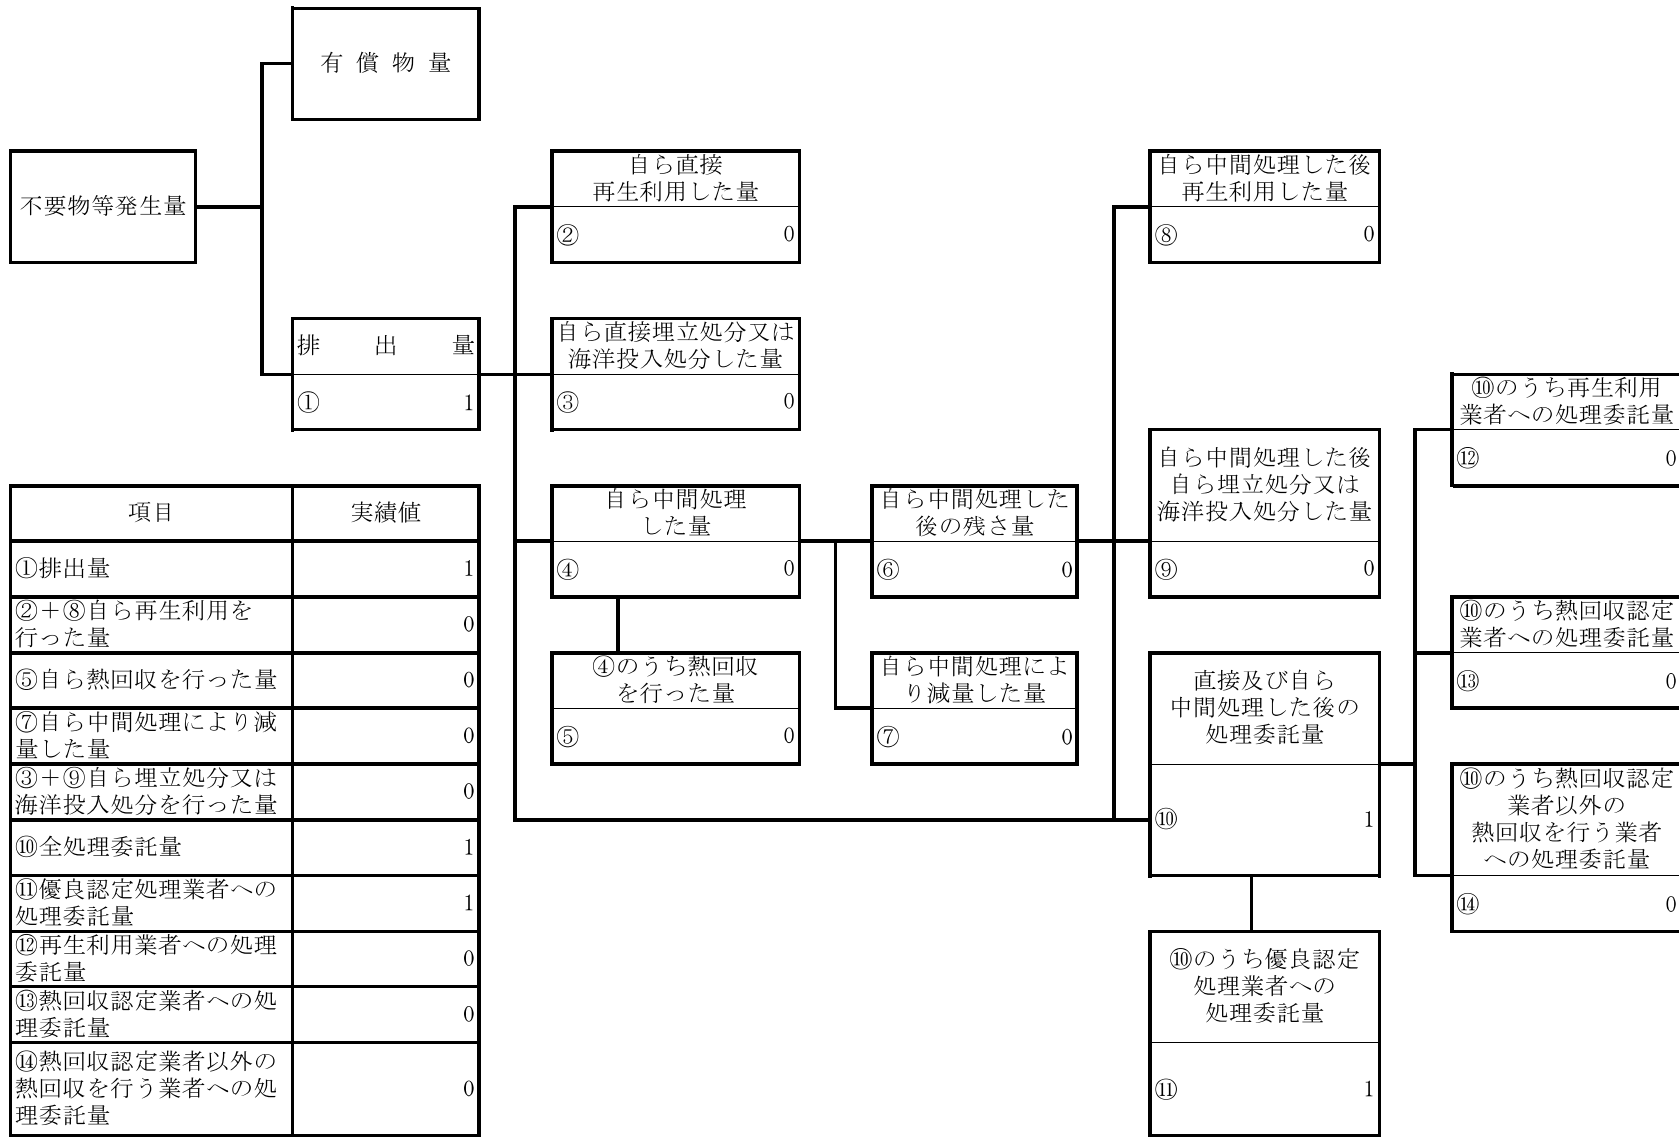 有償物量
不要物等発生量
排出量
① 1
自ら直接
再生利用した量
② 0
自ら直接埋立処分又は
海洋投入処分した量
③ 0
自ら中間処理
した量
④ 0
④のうち熱回収
を行った量
⑤ 0
自ら中間処理した
後の残さ量
⑥ 0
自ら中間処理によ
り減量した量
⑦ 0
自ら中間処理した後
再生利用した量
⑧ 0
自ら中間処理した後
自ら埋立処分又は
海洋投入処分した量
⑨ 0
直接及び自ら
中間処理した後の
処理委託量
⑩ 1
⑩のうち優良認定
処理業者への
処理委託量
⑪ 1
⑩のうち再生利用
業者への処理委託量
⑫ 0
⑩のうち熱回収認定
業者への処理委託量
⑬ 0
⑩のうち熱回収認定
業者以外の
熱回収を行う業者
への処理委託量
⑭ 0
項目 実績値
①排出量 1
②+⑧自ら再生利用を
行った量 0
⑤自ら熱回収を行った量 0
⑦自ら中間処理により減
量した量 0
③+⑨自ら埋立処分又は
海洋投入処分を行った量 0
⑩全処理委託量 1
⑪優良認定処理業者への
処理委託量 1
⑫再生利用業者への処理
委託量 0
⑬熱回収認定業者への処
理委託量 0
⑭熱回収認定業者以外の
熱回収を行う業者への処
理委託量 0